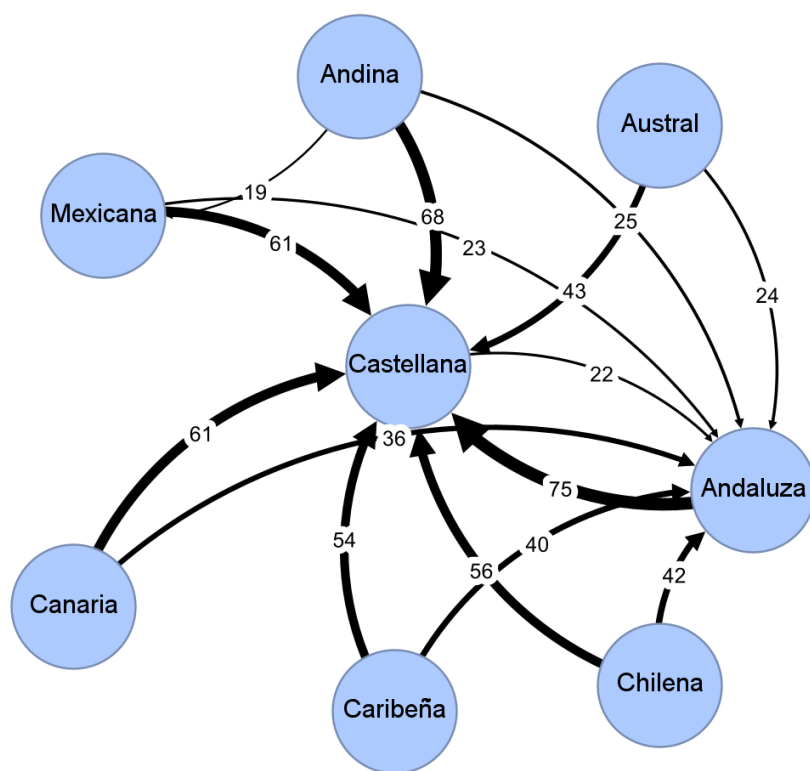 Andina
Austral
Mexicana
19
68
61
23
25
43
24
Castellana
22
61
36
75
Andaluza
54
40
56
42
Canaria
Caribeña
Chilena